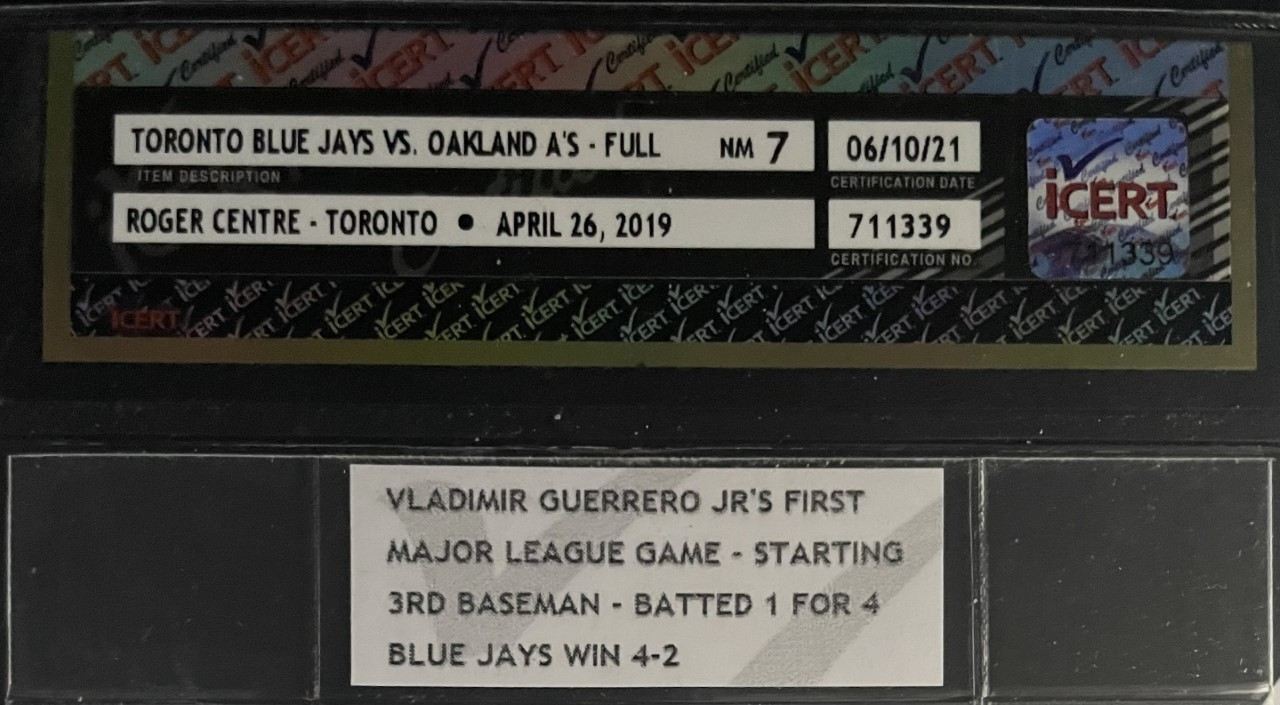 TORONTO BLUE JAYS VS. OAKLAND A'S - FULL NM 7 06/10/21
ITEM DESCRIPTION CERTIFICATION DATE
ROGER CENTRE - TORONTO • APRIL 26, 2019 711339
CERTIFICATION NO.
iCERT
711339
iCERT
VLADIMIR GUERRERO JR'S FIRST
MAJOR LEAGUE GAME - STARTING
3RD BASEMAN - BATTED 1 FOR 4
BLUE JAYS WIN 4-2